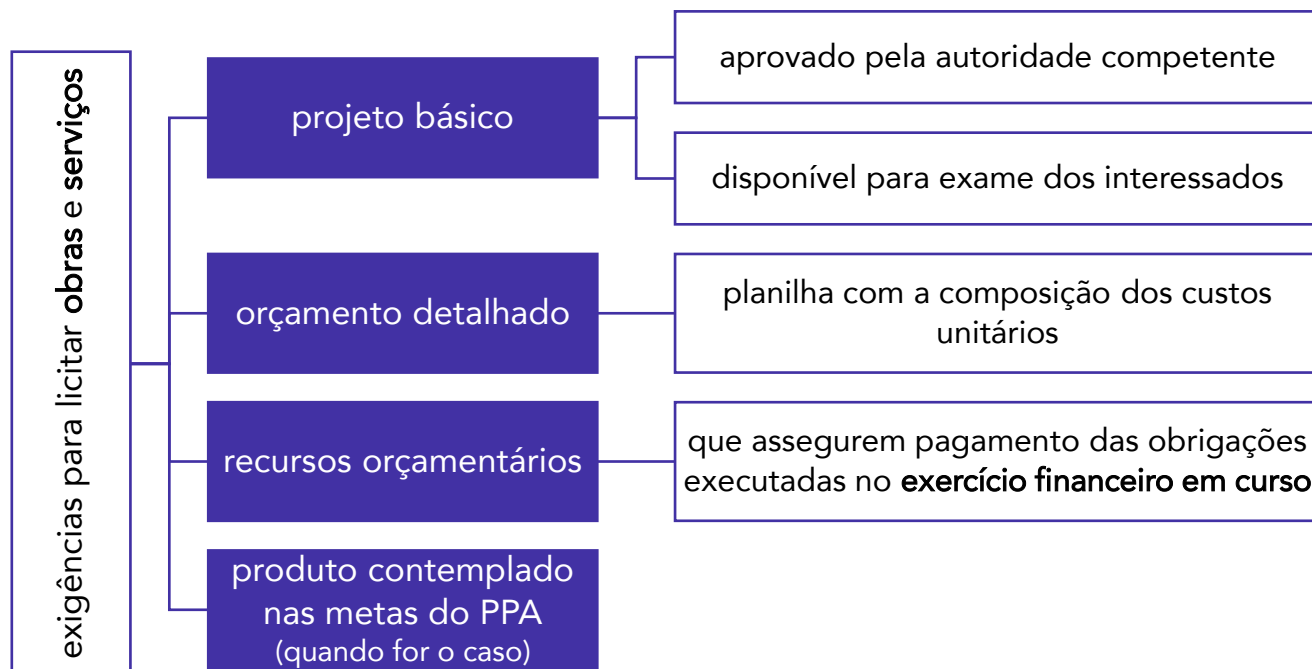 exigências para licitar obras e serviços
projeto básico
aprovado pela autoridade competente
disponível para exame dos interessados
orçamento detalhado
planilha com a composição dos custos
unitários
recursos orçamentários
que assegurem pagamento das obrigações
executadas no exercício financeiro em curso
produto contemplado
nas metas do PPA
(quando for o caso)